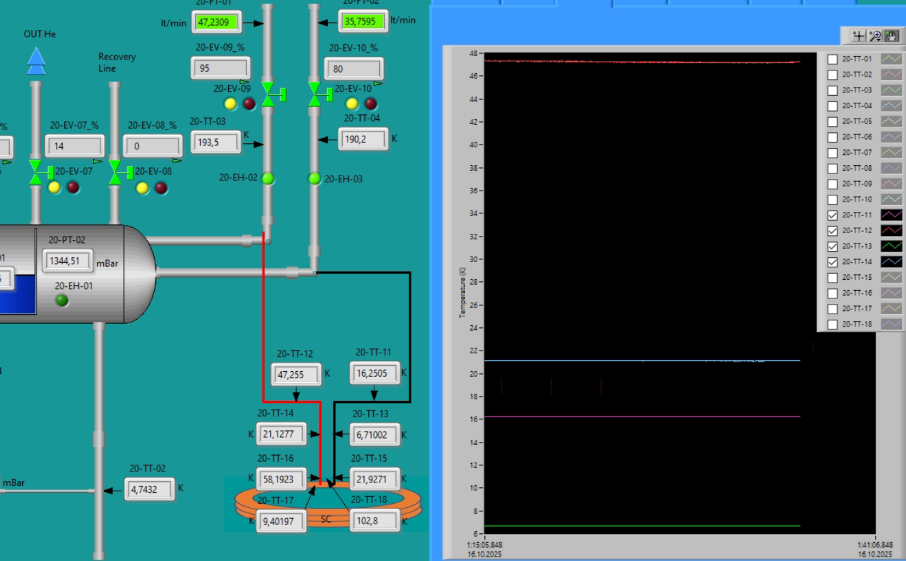 20-PT-01
20-PT-02
lt/min
47,2309
35,7595
lt/min
OUT He
Recovery
Line
20-EV-09_%
95
20-EV-10_%
80
20-EV-09
20-EV-10
20-TT-03
193,5
K
20-TT-04
190,2
K
%
20-EV-07_%
14
20-EV-08_%
0
20-EV-07
20-EV-08
20-EH-02
20-EH-03
20-PT-02
1344,51
mBar
20-EH-01
20-TT-12
47,255
K
20-TT-11
16,2505
K
20-TT-14
K
21,1277
20-TT-13
6,71002
K
20-TT-16
K
58,1923
20-TT-15
21,9271
K
20-TT-17
K
9,40197
SC
20-TT-18
102,8
K
mBar
20-TT-02
4,7432
K
Temperature (K)
48
46
44
42
40
38
36
34
32
30
28
26
24
22
20
18
16
14
12
10
8
6
1:15:05,848
16.10.2025
1:41:06,848
16.10.2025
20-TT-01
20-TT-02
20-TT-03
20-TT-04
20-TT-05
20-TT-06
20-TT-07
20-TT-08
20-TT-09
20-TT-10
20-TT-11
20-TT-12
20-TT-13
20-TT-14
20-TT-15
20-TT-16
20-TT-17
20-TT-18